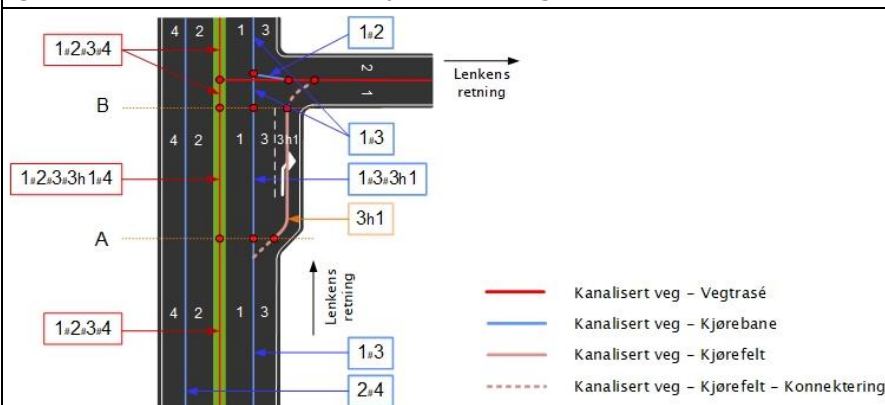 4 2 1 3
1#2#3#4
1#2
2
1
Lenkens
retning
B
1#3
4 2 1 3 3h1
1#2#3#3h1#4
1#3#3h1
3h1
A
Lenkens
retning
4 2 1 3
1#2#3#4
1#3
2#4
Kanalisert veg – Vegtrasé
Kanalisert veg – Kjørebane
Kanalisert veg – Kjørefelt
Kanalisert veg – Kjørefelt – Konnektering